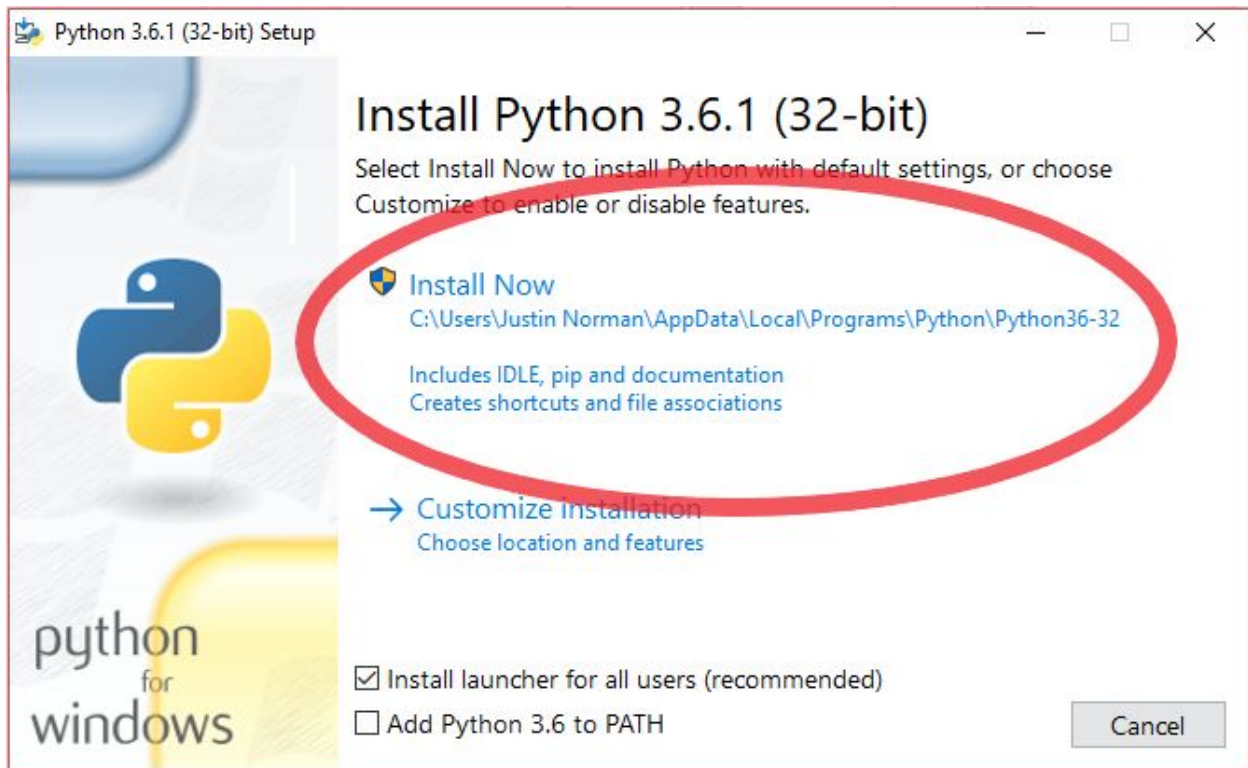 Python 3.6.1 (32-bit) Setup
Install Python 3.6.1 (32-bit)
Select Install Now to install Python with default settings, or choose
Customize to enable or disable features.
Install Now
C:\Users\Justin Norman\AppData\Local\Programs\Python\Python36-32
Includes IDLE, pip and documentation
Creates shortcuts and file associations
Customize installation
Choose location and features
python
for
windows
Install launcher for all users (recommended)
Add Python 3.6 to PATH
Cancel